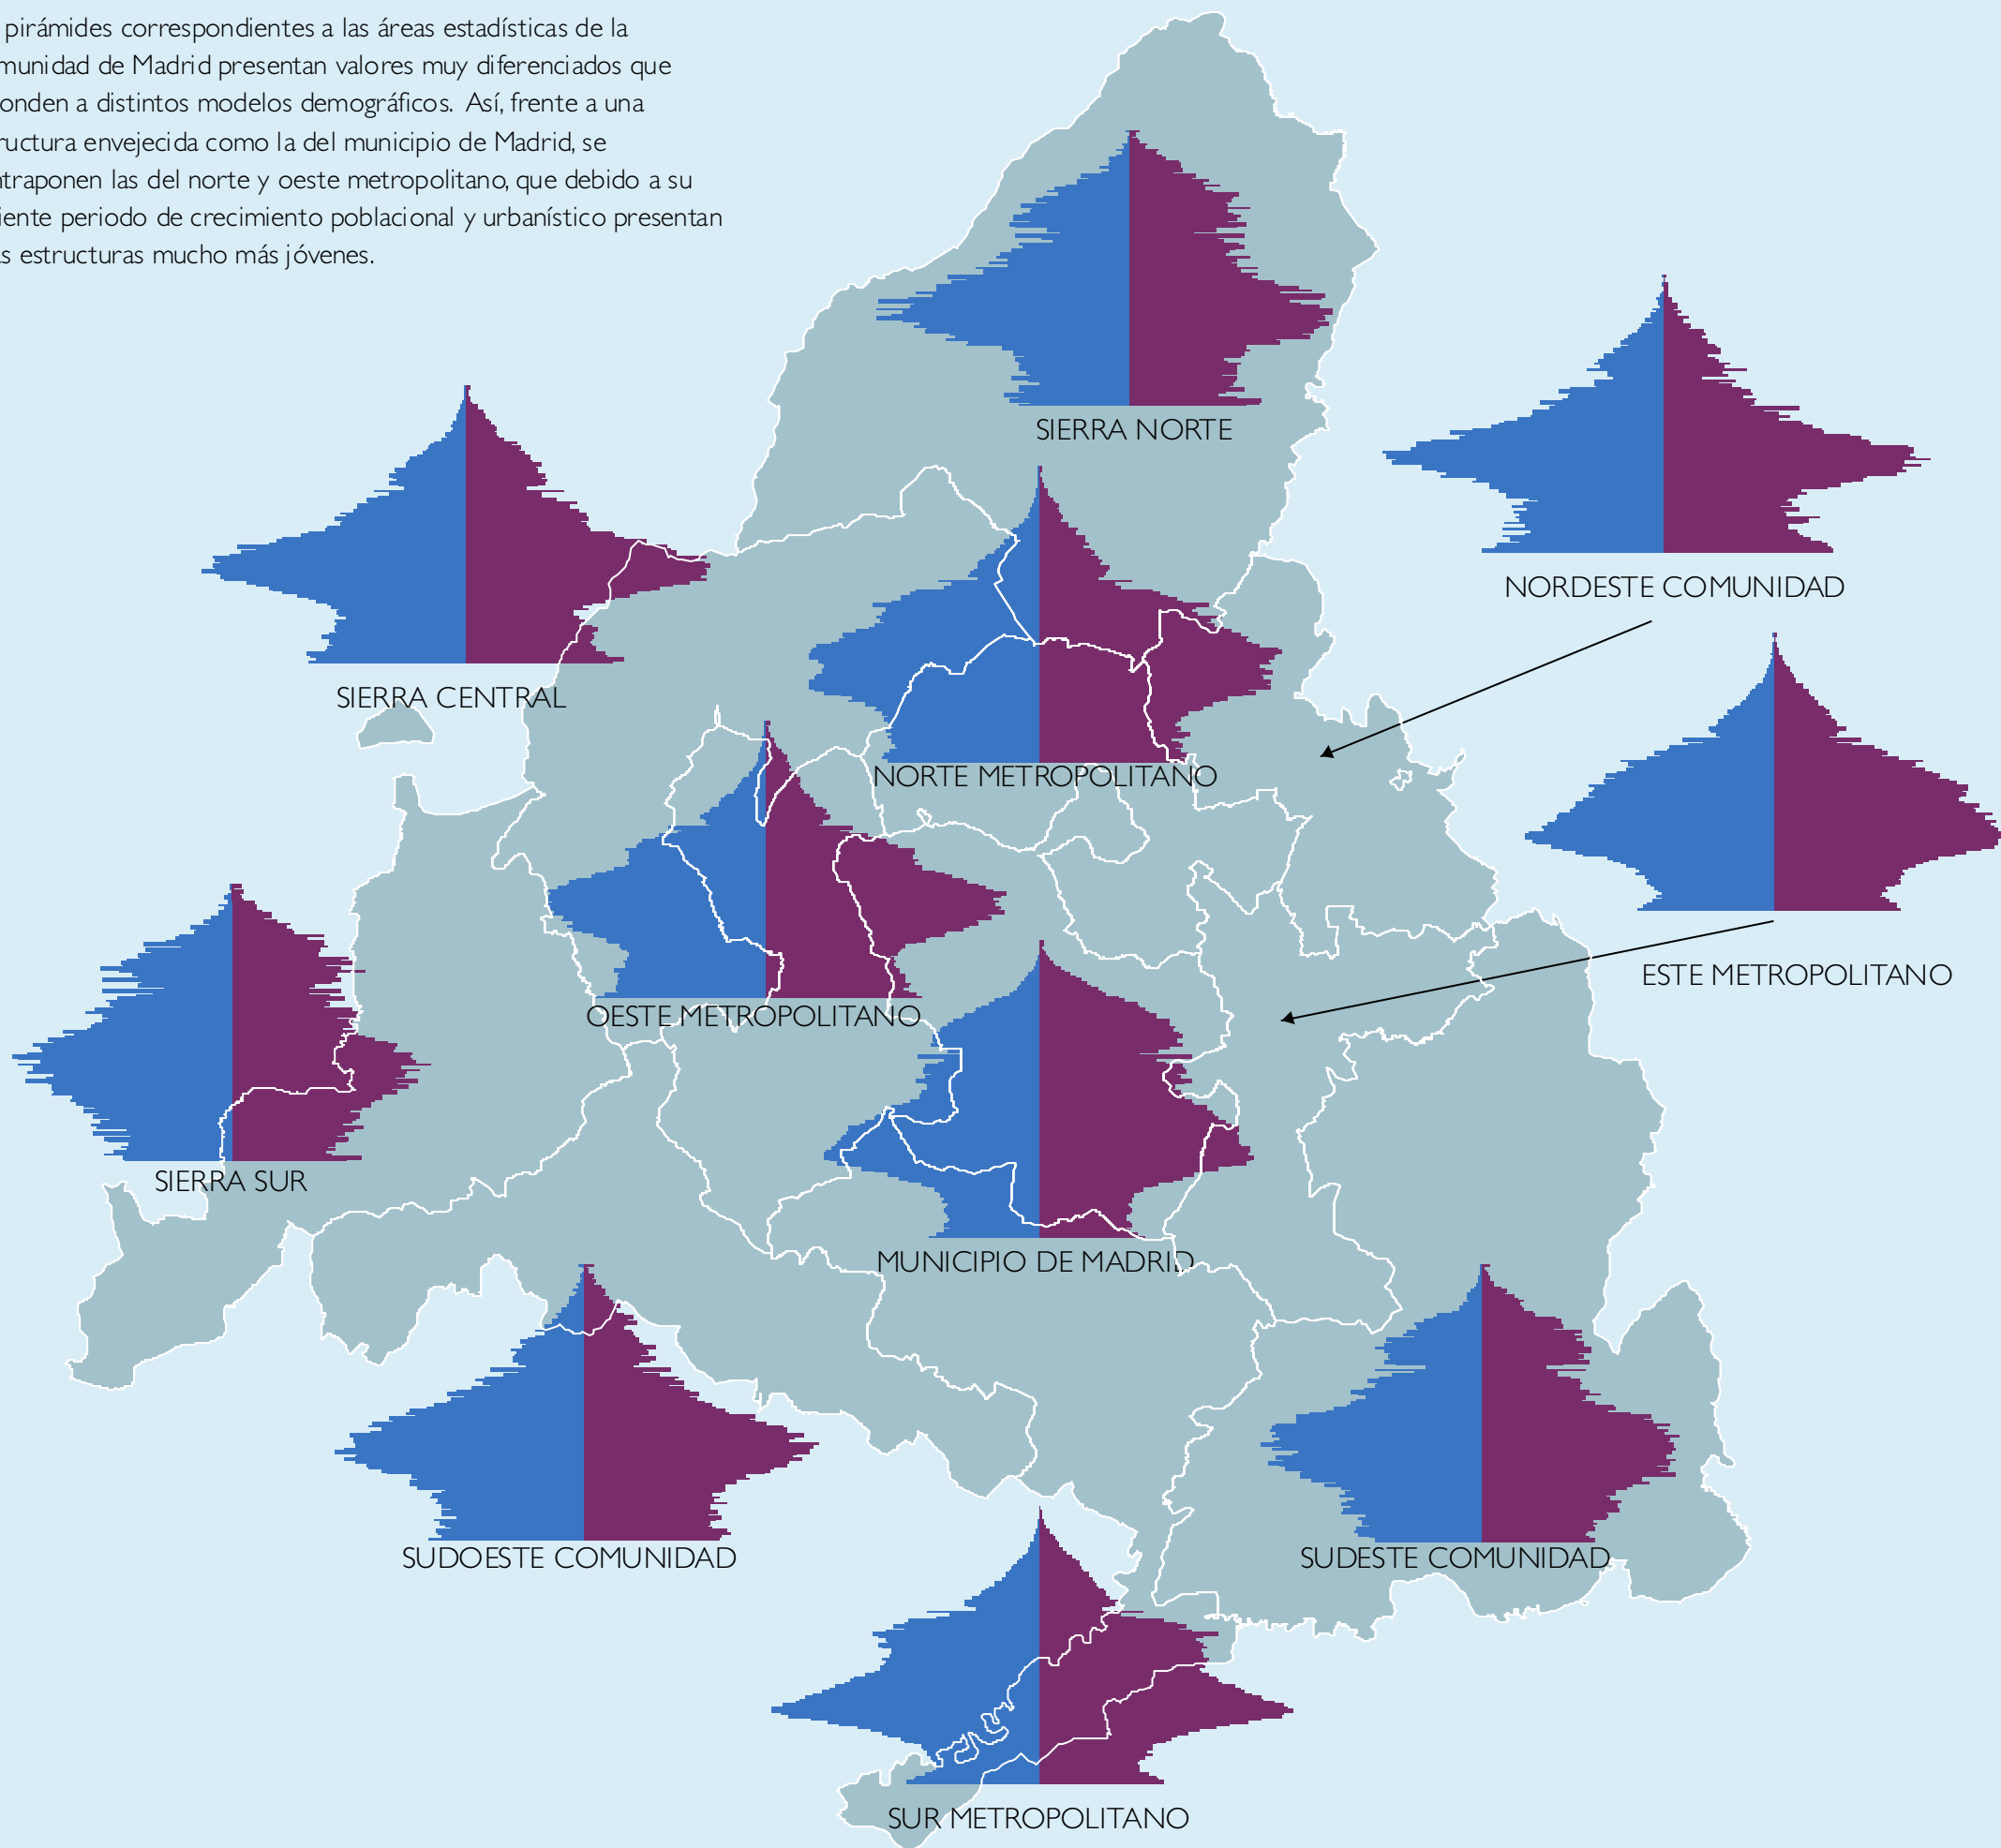 pirámides correspondientes a las áreas estadísticas de la
munidad de Madrid presentan valores muy diferenciados que
onden a distintos modelos demográficos. Así, frente a una
ructura envejecida como la del municipio de Madrid, se
ntraponen las del norte y oeste metropolitano, que debido a su
iente periodo de crecimiento poblacional y urbanístico presentan
s estructuras mucho más jóvenes.
SIERRA NORTE
NORDESTE COMUNIDAD
SIERRA CENTRAL
NORTE METROPOLITANO
ESTE METROPOLITANO
OESTE METROPOLITANO
SIERRA SUR
MUNICIPIO DE MADRID
SUDOESTE COMUNIDAD
SUDESTE COMUNIDAD
SUR METROPOLITANO